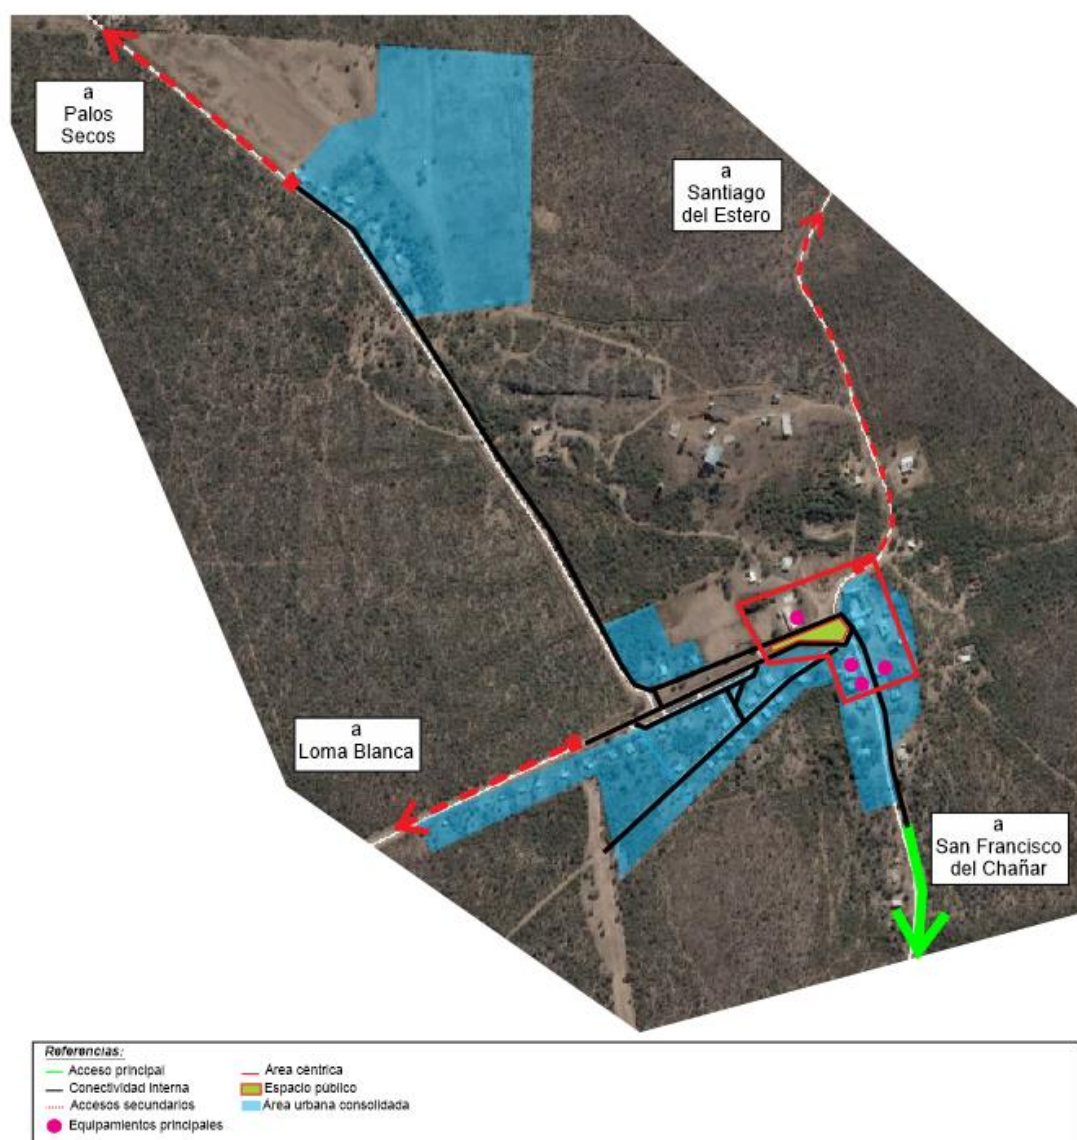 a
Palos
Secos
a
Santiago
del Estero
a
Loma Blanca
a
San Francisco
del Chañar
Referencias:
Acceso principal
Conectividad Interna
Accesos secundarios
Equipamientos principales
Area céntrica
Espacio público
Área urbana consolidada